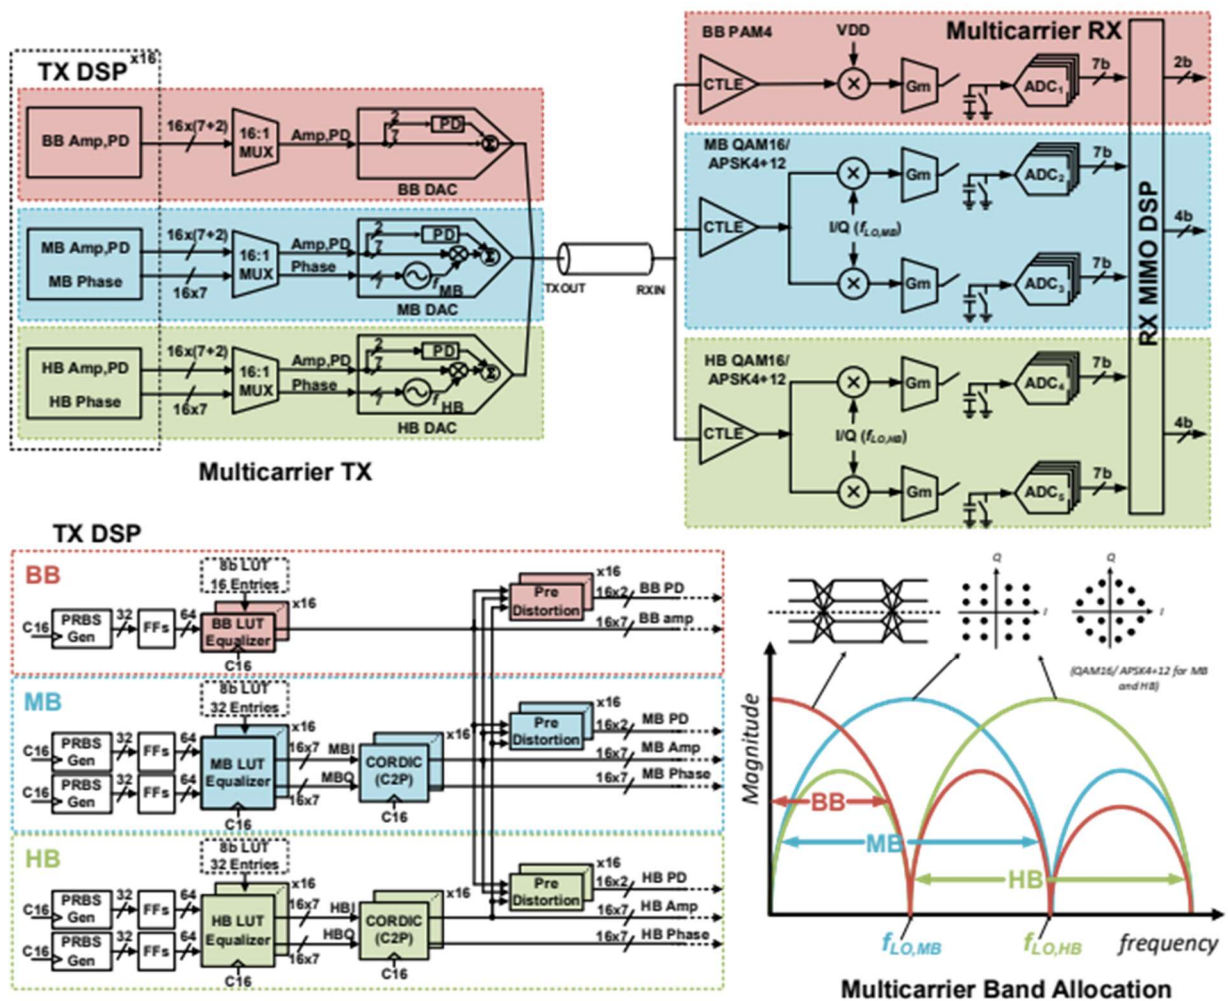 TX DSP
x16
BB Amp,PD
16x(7+2)
16:1
MUX
Amp,PD
2
7
PD
Σ
BB DAC
MB Amp,PD
MB Phase
16x(7+2)
16x7
16:1
MUX
Amp,PD
Phase
2
7
7
PD
Σ
f
MB
MB DAC
HB Amp,PD
HB Phase
16x(7+2)
16x7
16:1
MUX
Amp,PD
Phase
2
7
7
PD
Σ
f
HB
HB DAC
Multicarrier TX
TXOUT
RXIN
BB PAM4
VDD
Multicarrier RX
CTLE
Gm
ADC1
7b
2b
MB QAM16/
APSK4+12
CTLE
I/Q (fLO,MB)
Gm
ADC2
7b
Gm
ADC3
7b
4b
HB QAM16/
APSK4+12
CTLE
I/Q (fLO,HB)
Gm
ADC4
7b
Gm
ADC5
7b
4b
RX MIMO DSP
TX DSP
BB
8b LUT
16 Entries
C16
PRBS
Gen
32
FFs
64
BB LUT
Equalizer
x16
C16
Pre
Distortion
x16
16x2
BB PD
16x7
BB amp
MB
8b LUT
32 Entries
C16
PRBS
Gen
32
FFs
64
C16
PRBS
Gen
32
FFs
64
MB LUT
Equalizer
x16
C16
16x7
MBI
16x7
MBQ
CORDIC
(C2P)
x16
C16
Pre
Distortion
x16
16x2
MB PD
16x7
MB Amp
16x7
MB Phase
HB
8b LUT
32 Entries
C16
PRBS
Gen
32
FFs
64
C16
PRBS
Gen
32
FFs
64
HB LUT
Equalizer
x16
C16
16x7
HBI
16x7
HBQ
CORDIC
(C2P)
x16
C16
Pre
Distortion
x16
16x2
HB PD
16x7
HB Amp
16x7
HB Phase
Q
I
Q
I
(QAM16/ APSK4+12 for MB
and HB)
Magnitude
BB
MB
HB
fLO,MB
fLO,HB
frequency
Multicarrier Band Allocation